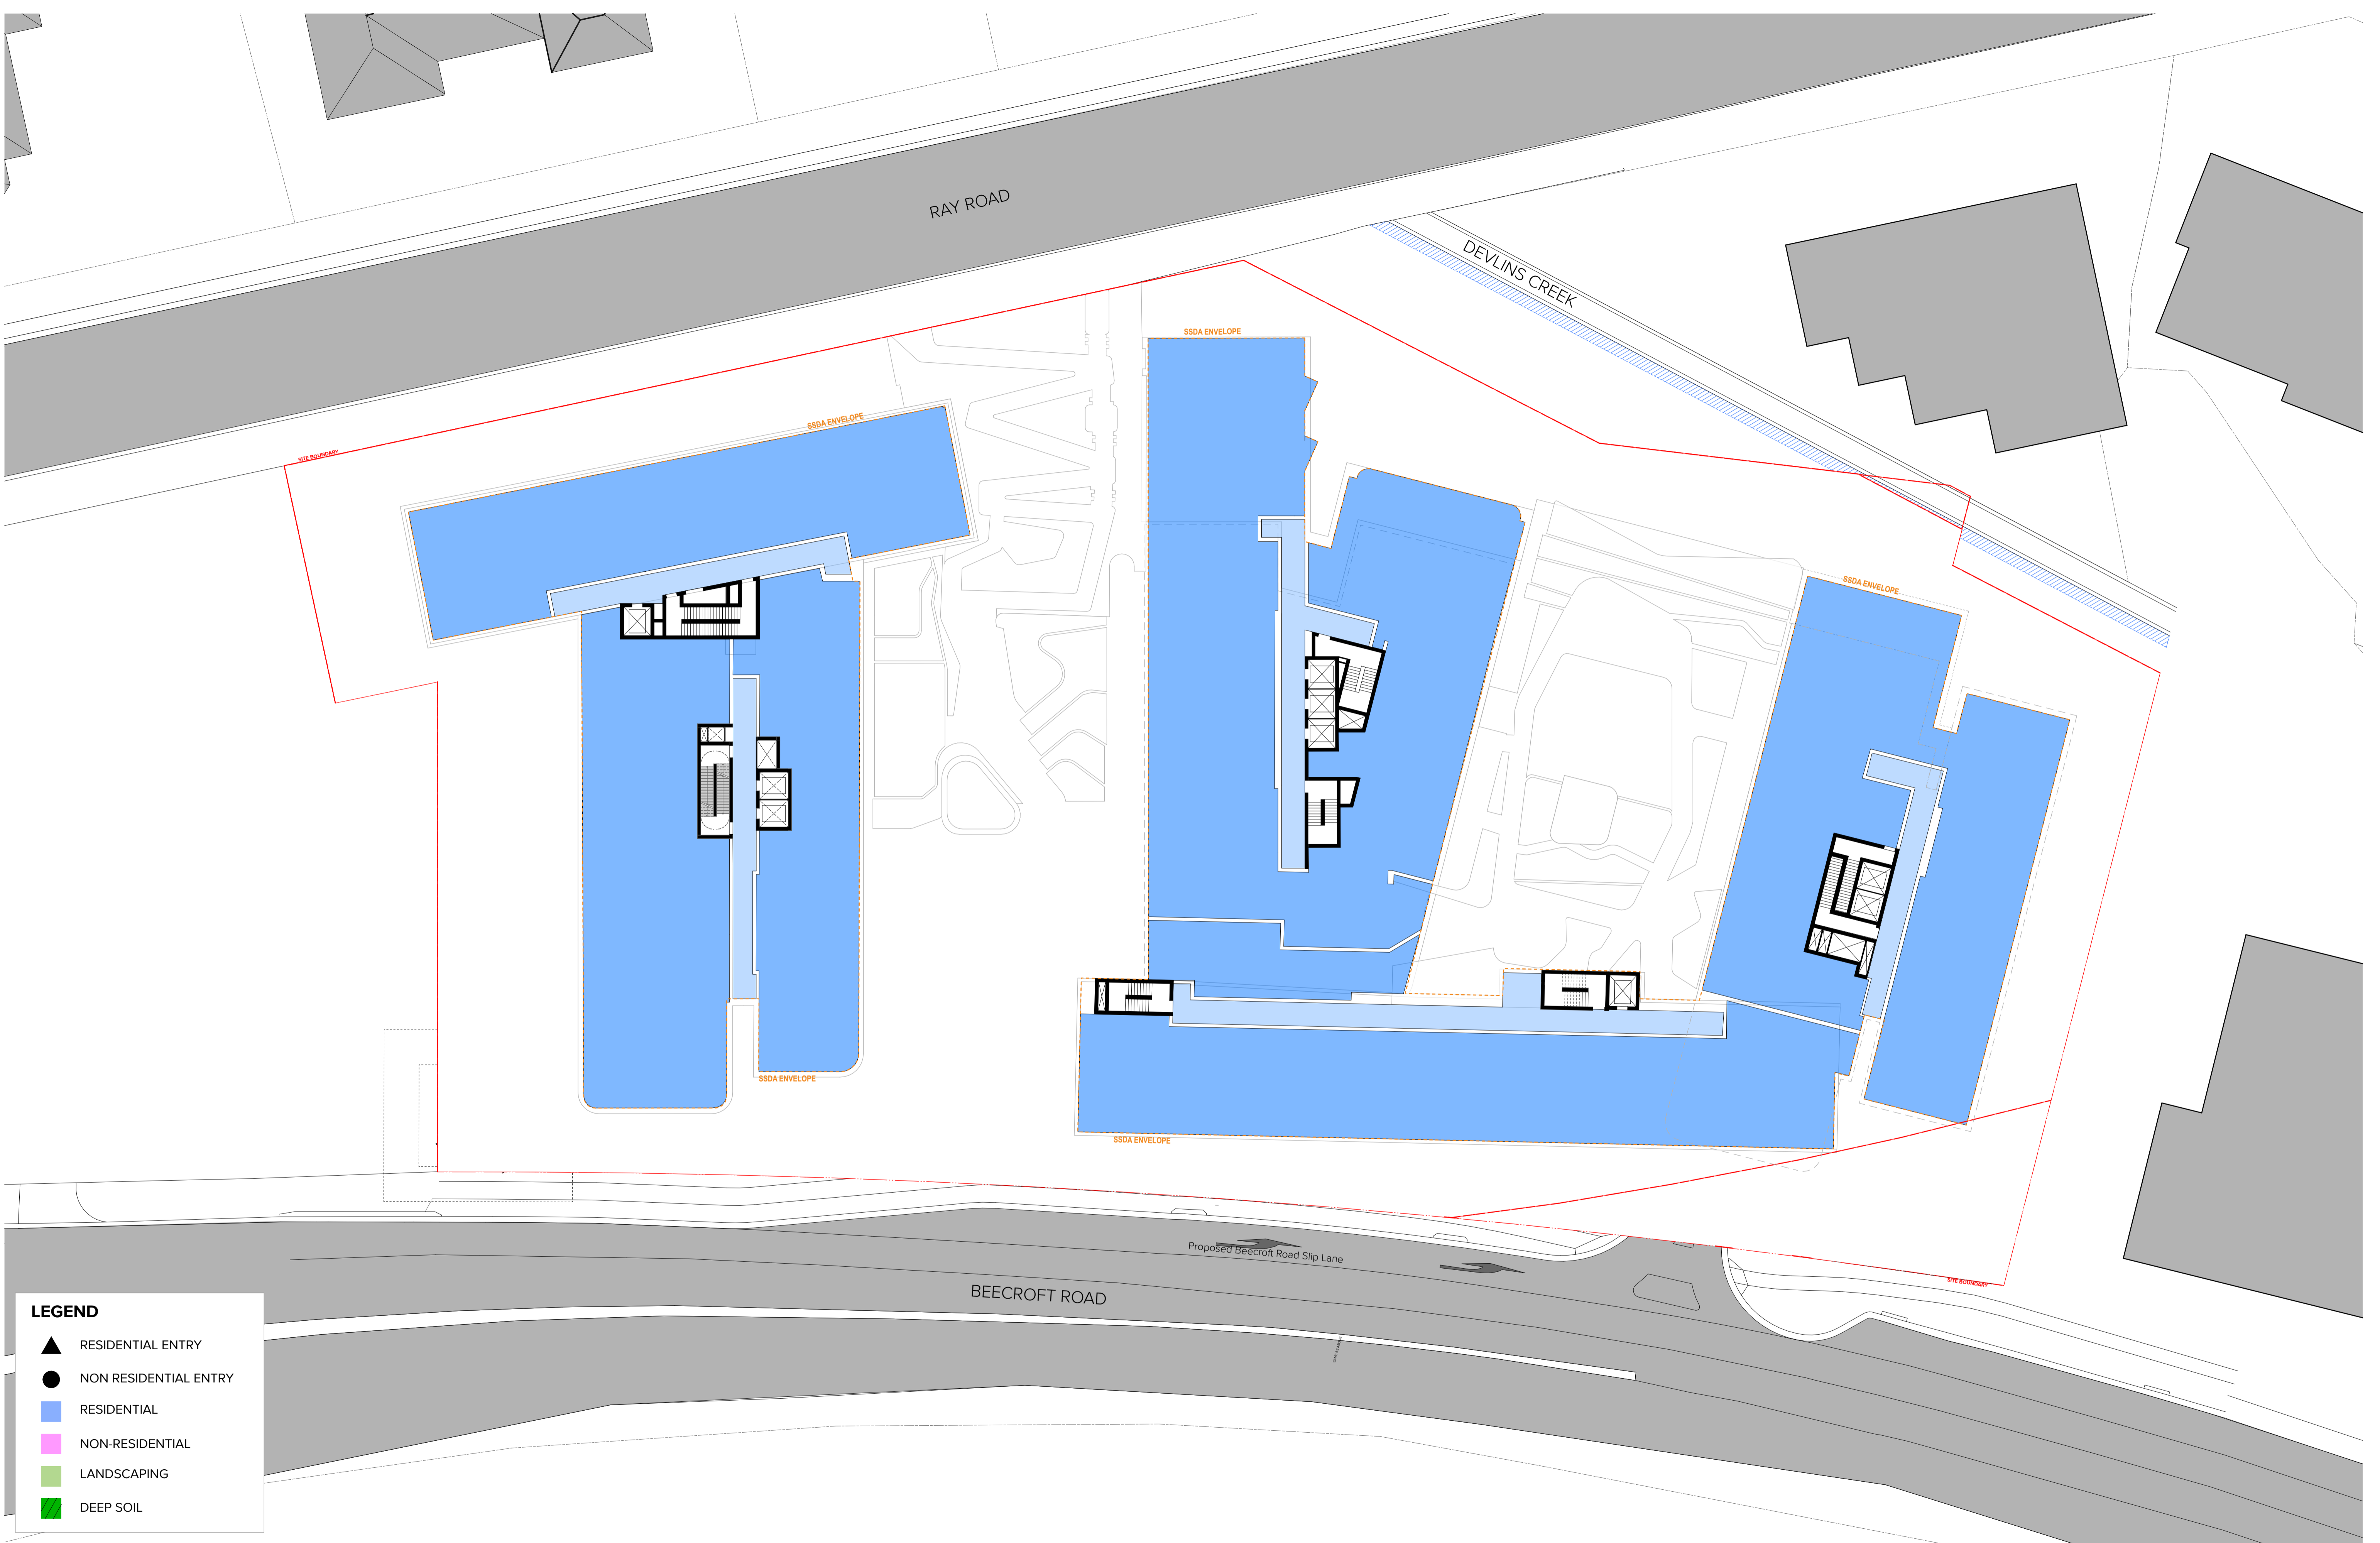 RAY ROAD
DEVLINS CREEK
SSDA ENVELOPE
SSDA ENVELOPE
SITE BOUNDARY
SSDA ENVELOPE
SSDA ENVELOPE
SSDA ENVELOPE
Proposed Beecroft Road Slip Lane
SITE BOUNDARY
BEECROFT ROAD
LEGEND
RESIDENTIAL ENTRY
NON RESIDENTIAL ENTRY
RESIDENTIAL
NON-RESIDENTIAL
LANDSCAPING
DEEP SOIL